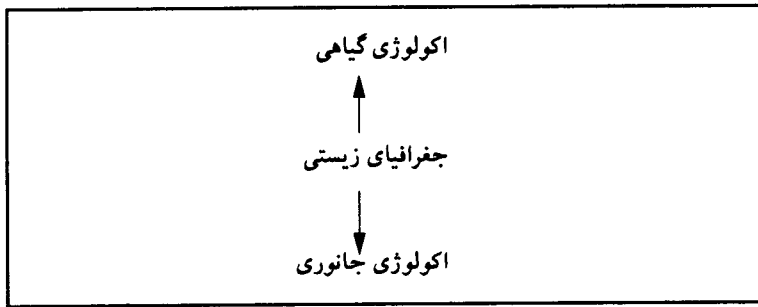 اکولوژی گیاهی
جغرافیای زیستی
اکولوژی جانوری